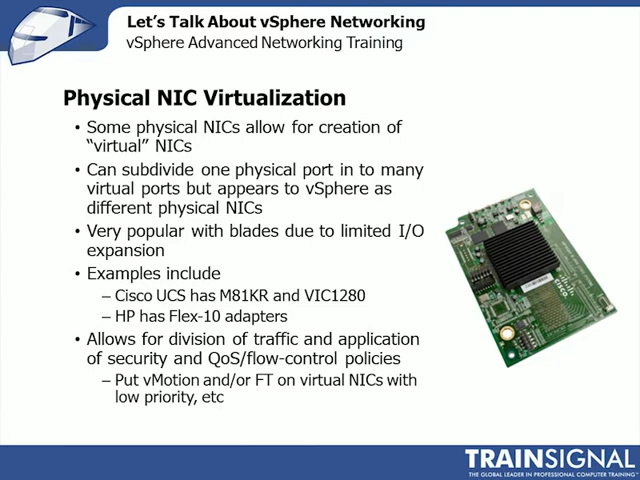 Let's Talk About vSphere Networking
vSphere Advanced Networking Training
Physical NIC Virtualization
• Some physical NICs allow for creation of
"virtual" NICs
• Can subdivide one physical port in to many
virtual ports but appears to vSphere as
different physical NICs
• Very popular with blades due to limited I/O
expansion
• Examples include
– Cisco UCS has M81KR and VIC1280
– HP has Flex-10 adapters
• Allows for division of traffic and application
of security and QoS/flow-control policies
– Put vMotion and/or FT on virtual NICs with
low priority, etc
CISCO
TRAINSIGNAL
THE GLOBAL LEADER IN PROFESSIONAL COMPUTER TRAINING